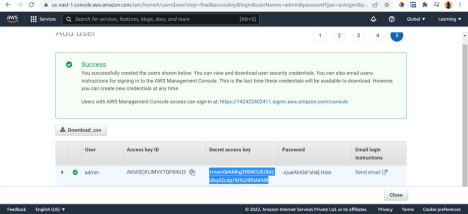 us-east-1.console.aws.amazon.com/iam/home#/user$new?step=final&accessKey&login&userNames=admin&passwordType=autogen&p...
aws Services Search for services, features, blogs, docs, and more [Alt+S] Global Learning
Add user 1 2 3 4 5
Success
You successfully created the users shown below. You can view and download user security credentials. You can also email users
instructions for signing in to the AWS Management Console. This is the last time these credentials will be available to download. However,
you can create new credentials at any time.
Users with AWS Management Console access can sign-in at: https://142422402411.signin.aws.amazon.com/console
Download .csv
User Access key ID Secret access key Password Email login
instructions
admin Hide Send email
Close
Feedback English (US) © 2022, Amazon Internet Services Private Ltd. or its affiliates. Privacy Terms Cookie preferences